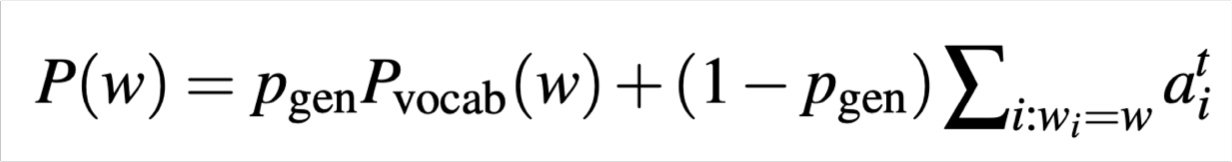 P(w) = p_gen P_vocab(w) + (1 − p_gen) ∑_{i:w_i=w} a_i^t